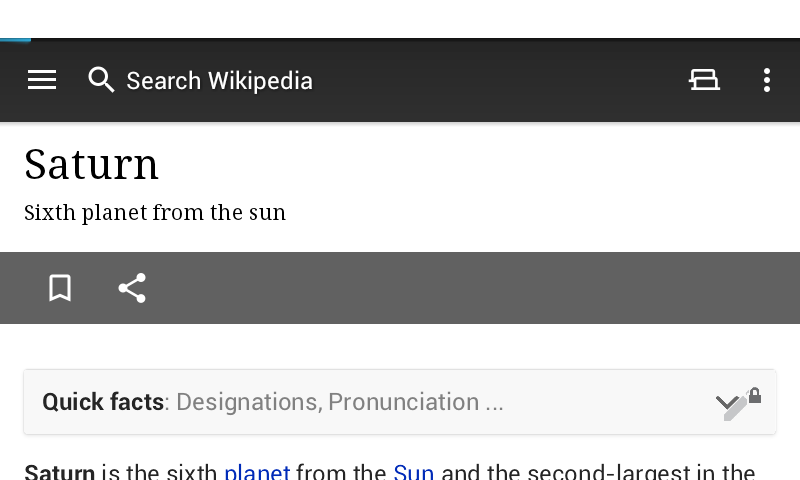 Search Wikipedia
Saturn
Sixth planet from the sun
Quick facts: Designations, Pronunciation ...
Saturn is the sixth planet from the Sun and the second-largest in the